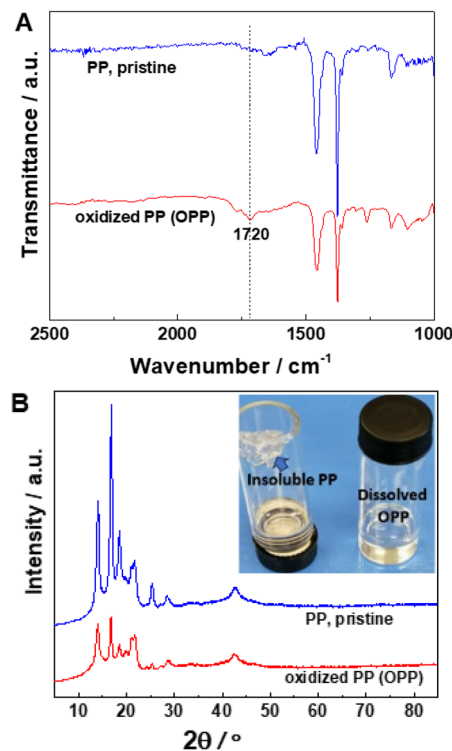 A
PP, pristine
oxidized PP (OPP)
1720
Transmittance / a.u.
2500 2000 1500 1000
Wavenumber / cm⁻¹
B
Insoluble PP
Dissolved
OPP
Intensity / a.u.
PP, pristine
oxidized PP (OPP)
10 20 30 40 50 60 70 80
2θ / °